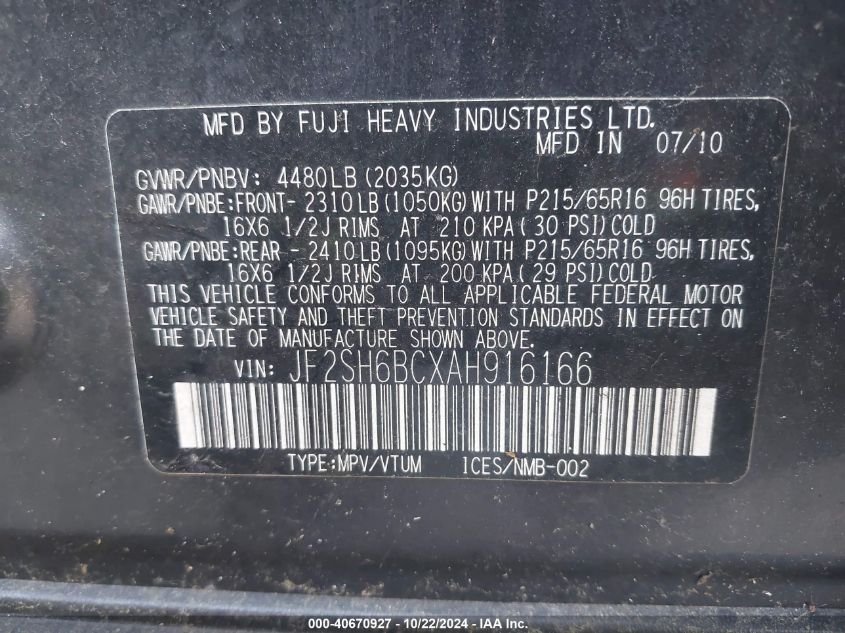 MFD BY FUJI HEAVY INDUSTRIES LTD.
MFD IN 07/10
GVWR/PNBV: 4480LB(2035KG)
GAWR/PNBE:FRONT- 2310LB(1050KG)WITH P215/65R16 96H TIRES,
16X6 1/2J RIMS AT 210 KPA(30 PSI)COLD
GAWR/PNBE:REAR - 2410LB(1095KG)WITH P215/65R16 96H TIRES,
16X6 1/2J RIMS AT 200 KPA(29 PSI)COLD
THIS VEHICLE CONFORMS TO ALL APPLICABLE FEDERAL MOTOR
VEHICLE SAFETY AND THEFT PREVENTION STANDARDS IN EFFECT ON
THE DATE OF MANUFACTURE SHOWN ABOVE.
VIN: JF2SH6BCXAH916166
TYPE:MPV/VTUM ICES/NMB-002
000-40670927 - 10/22/2024 - COPYRIGHT IAA, LLC.